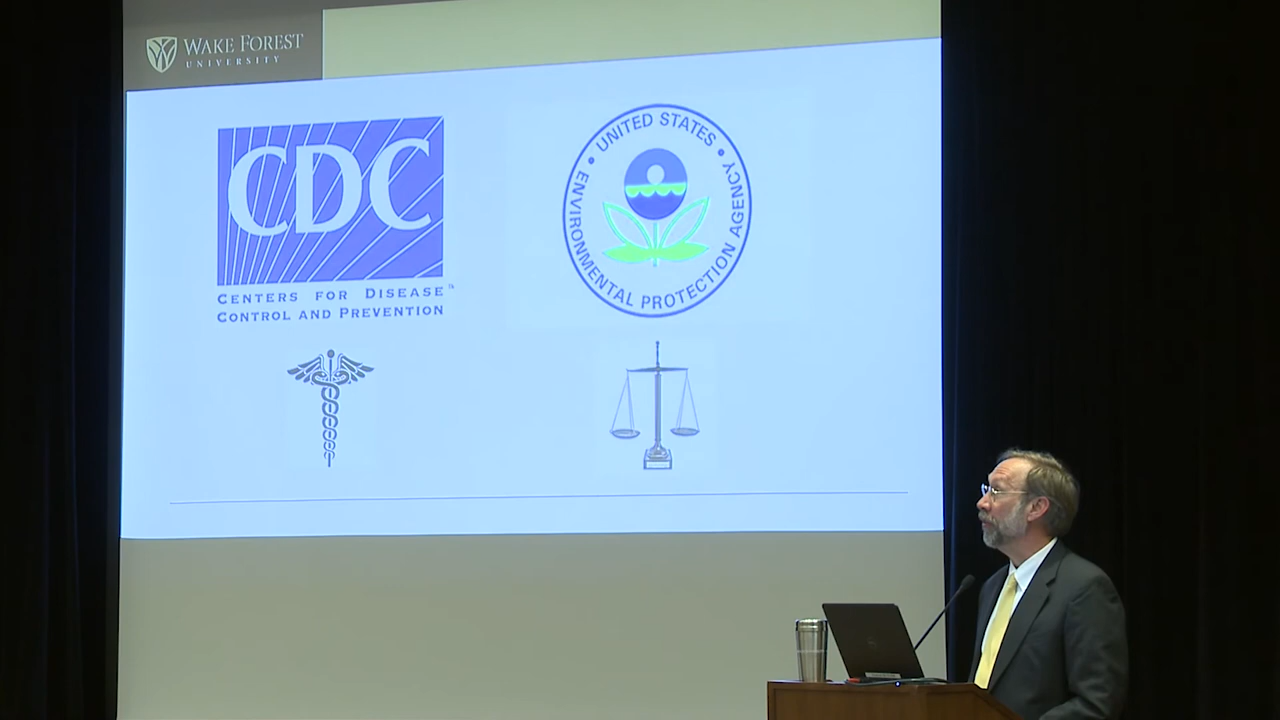 WAKE FOREST
UNIVERSITY
CDC
CENTERS FOR DISEASE™
CONTROL AND PREVENTION
UNITED STATES
ENVIRONMENTAL PROTECTION AGENCY